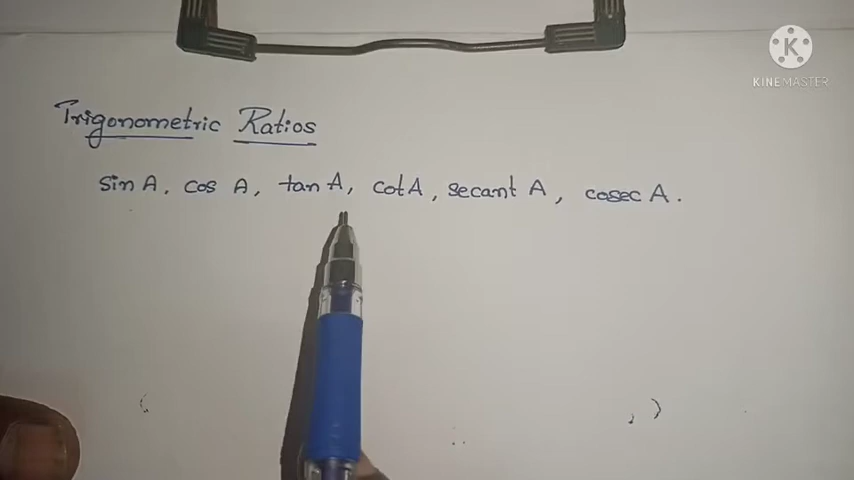 K
KINEMASTER
Trigonometric Ratios
sin A, cos A, tan A, cot A, secant A, cosec A.